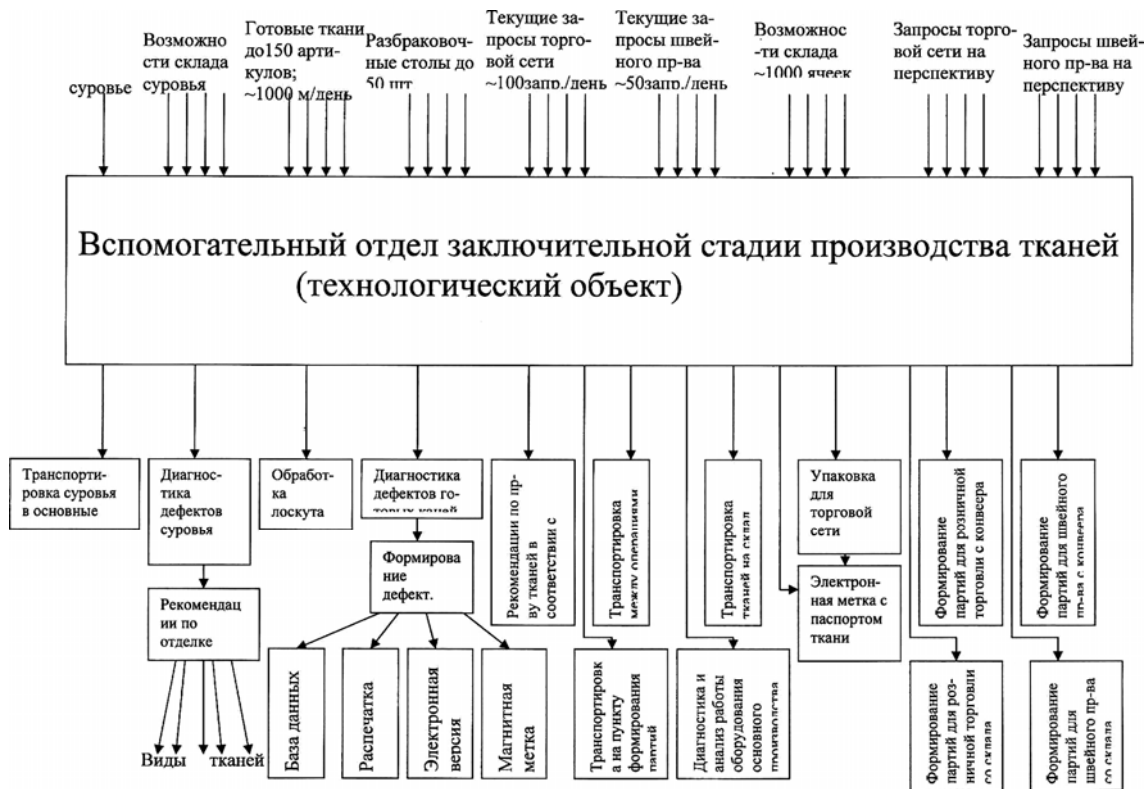 суровье
Возможно
сти склада
суровья
Готовые ткани
до150 арти-
кулов;
~1000 м/день
Разбраковоч-
ные столы до
50 шт
Текущие за-
просы торго-
вой сети
~100запр./день
Текущие за-
просы швей-
ного пр-ва
~50запр./день
Возможнос
-ти склада
~1000 ячеек
Запросы торго-
вой сети на
перспективу
Запросы швей-
ного пр-ва на
перспективу
Вспомогательный отдел заключительной стадии производства тканей
(технологический объект)
Транспорти-
ровка суровья
в основные
Диагнос-
тика
дефектов
суровья
Рекомендац
ии по
отделке
Виды тканей
Обработ-
ка
лоскута
Диагностика
дефектов го-
Формирова
ние
дефект.
База данных
Распечатка
Электронная
версия
Магнитная
метка
Рекомендации по пр-
ву тканей в
соответствии с
Транспортировка
между операциями
Транспортировк
а на пункту
формирования
партий
Транспортировка
тканей на склад
Диагностика и
анализ работы
оборудования
основного
производства
Упаковка для
торговой
сети
Электрон-
ная метка с
паспортом
ткани
Формирование
партий для розничной
торговли с конвеера
Формирование
партий для роз-
ничной торговли
со склада
Формирование
партий для швейного
пр-ва с конвеера
Формирование
партий для
швейного пр-ва
со склада